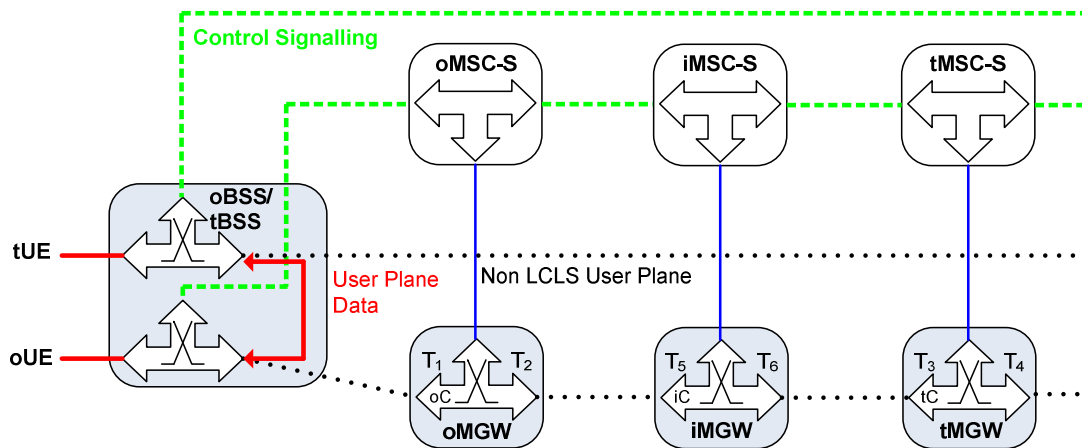 Control Signalling
oMSC-S
iMSC-S
tMSC-S
oBSS/
tBSS
tUE
User Plane
Data
Non LCLS User Plane
oUE
T1
T2
oC
oMGW
T5
T6
iC
iMGW
T3
T4
tC
tMGW